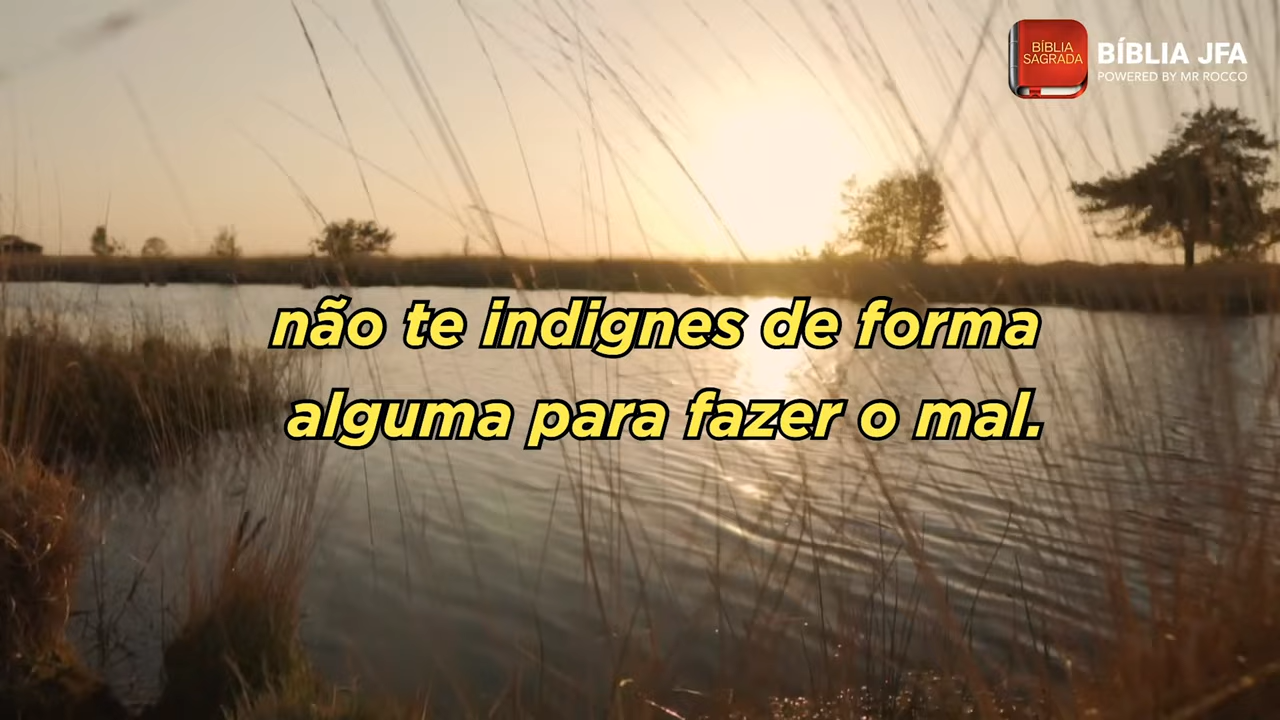 BÍBLIA
SAGRADA
BÍBLIA JFA
POWERED BY MR ROCCO
não te indignes de forma
alguma para fazer o mal.